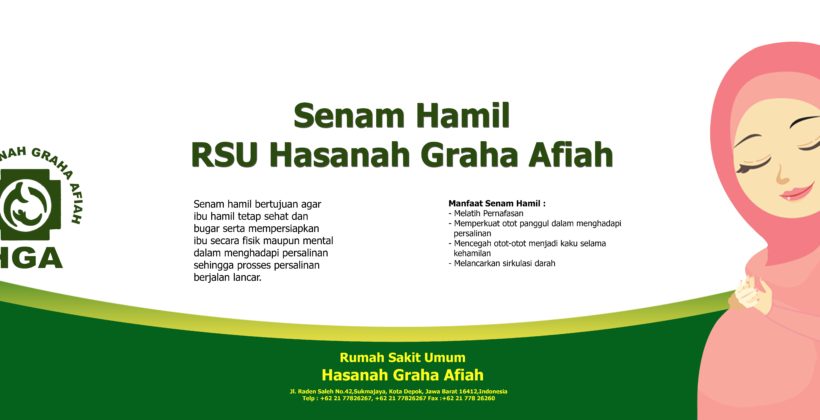 Senam Hamil
RSU Hasanah Graha Afiah
NAH GRAHA AFIAH
HGA
Senam hamil bertujuan agar
ibu hamil tetap sehat dan
bugar serta mempersiapkan
ibu secara fisik maupun mental
dalam menghadapi persalinan
sehingga prosses persalinan
berjalan lancar.
Manfaat Senam Hamil :
- Melatih Pernafasan
- Memperkuat otot panggul dalam menghadapi
persalinan
- Mencegah otot-otot menjadi kaku selama
kehamilan
- Melancarkan sirkulasi darah
Rumah Sakit Umum
Hasanah Graha Afiah
Jl. Raden Saleh No.42,Sukmajaya, Kota Depok, Jawa Barat 16412,Indonesia
Telp : +62 21 77826267, +62 21 77826267 Fax :+62 21 778 26260